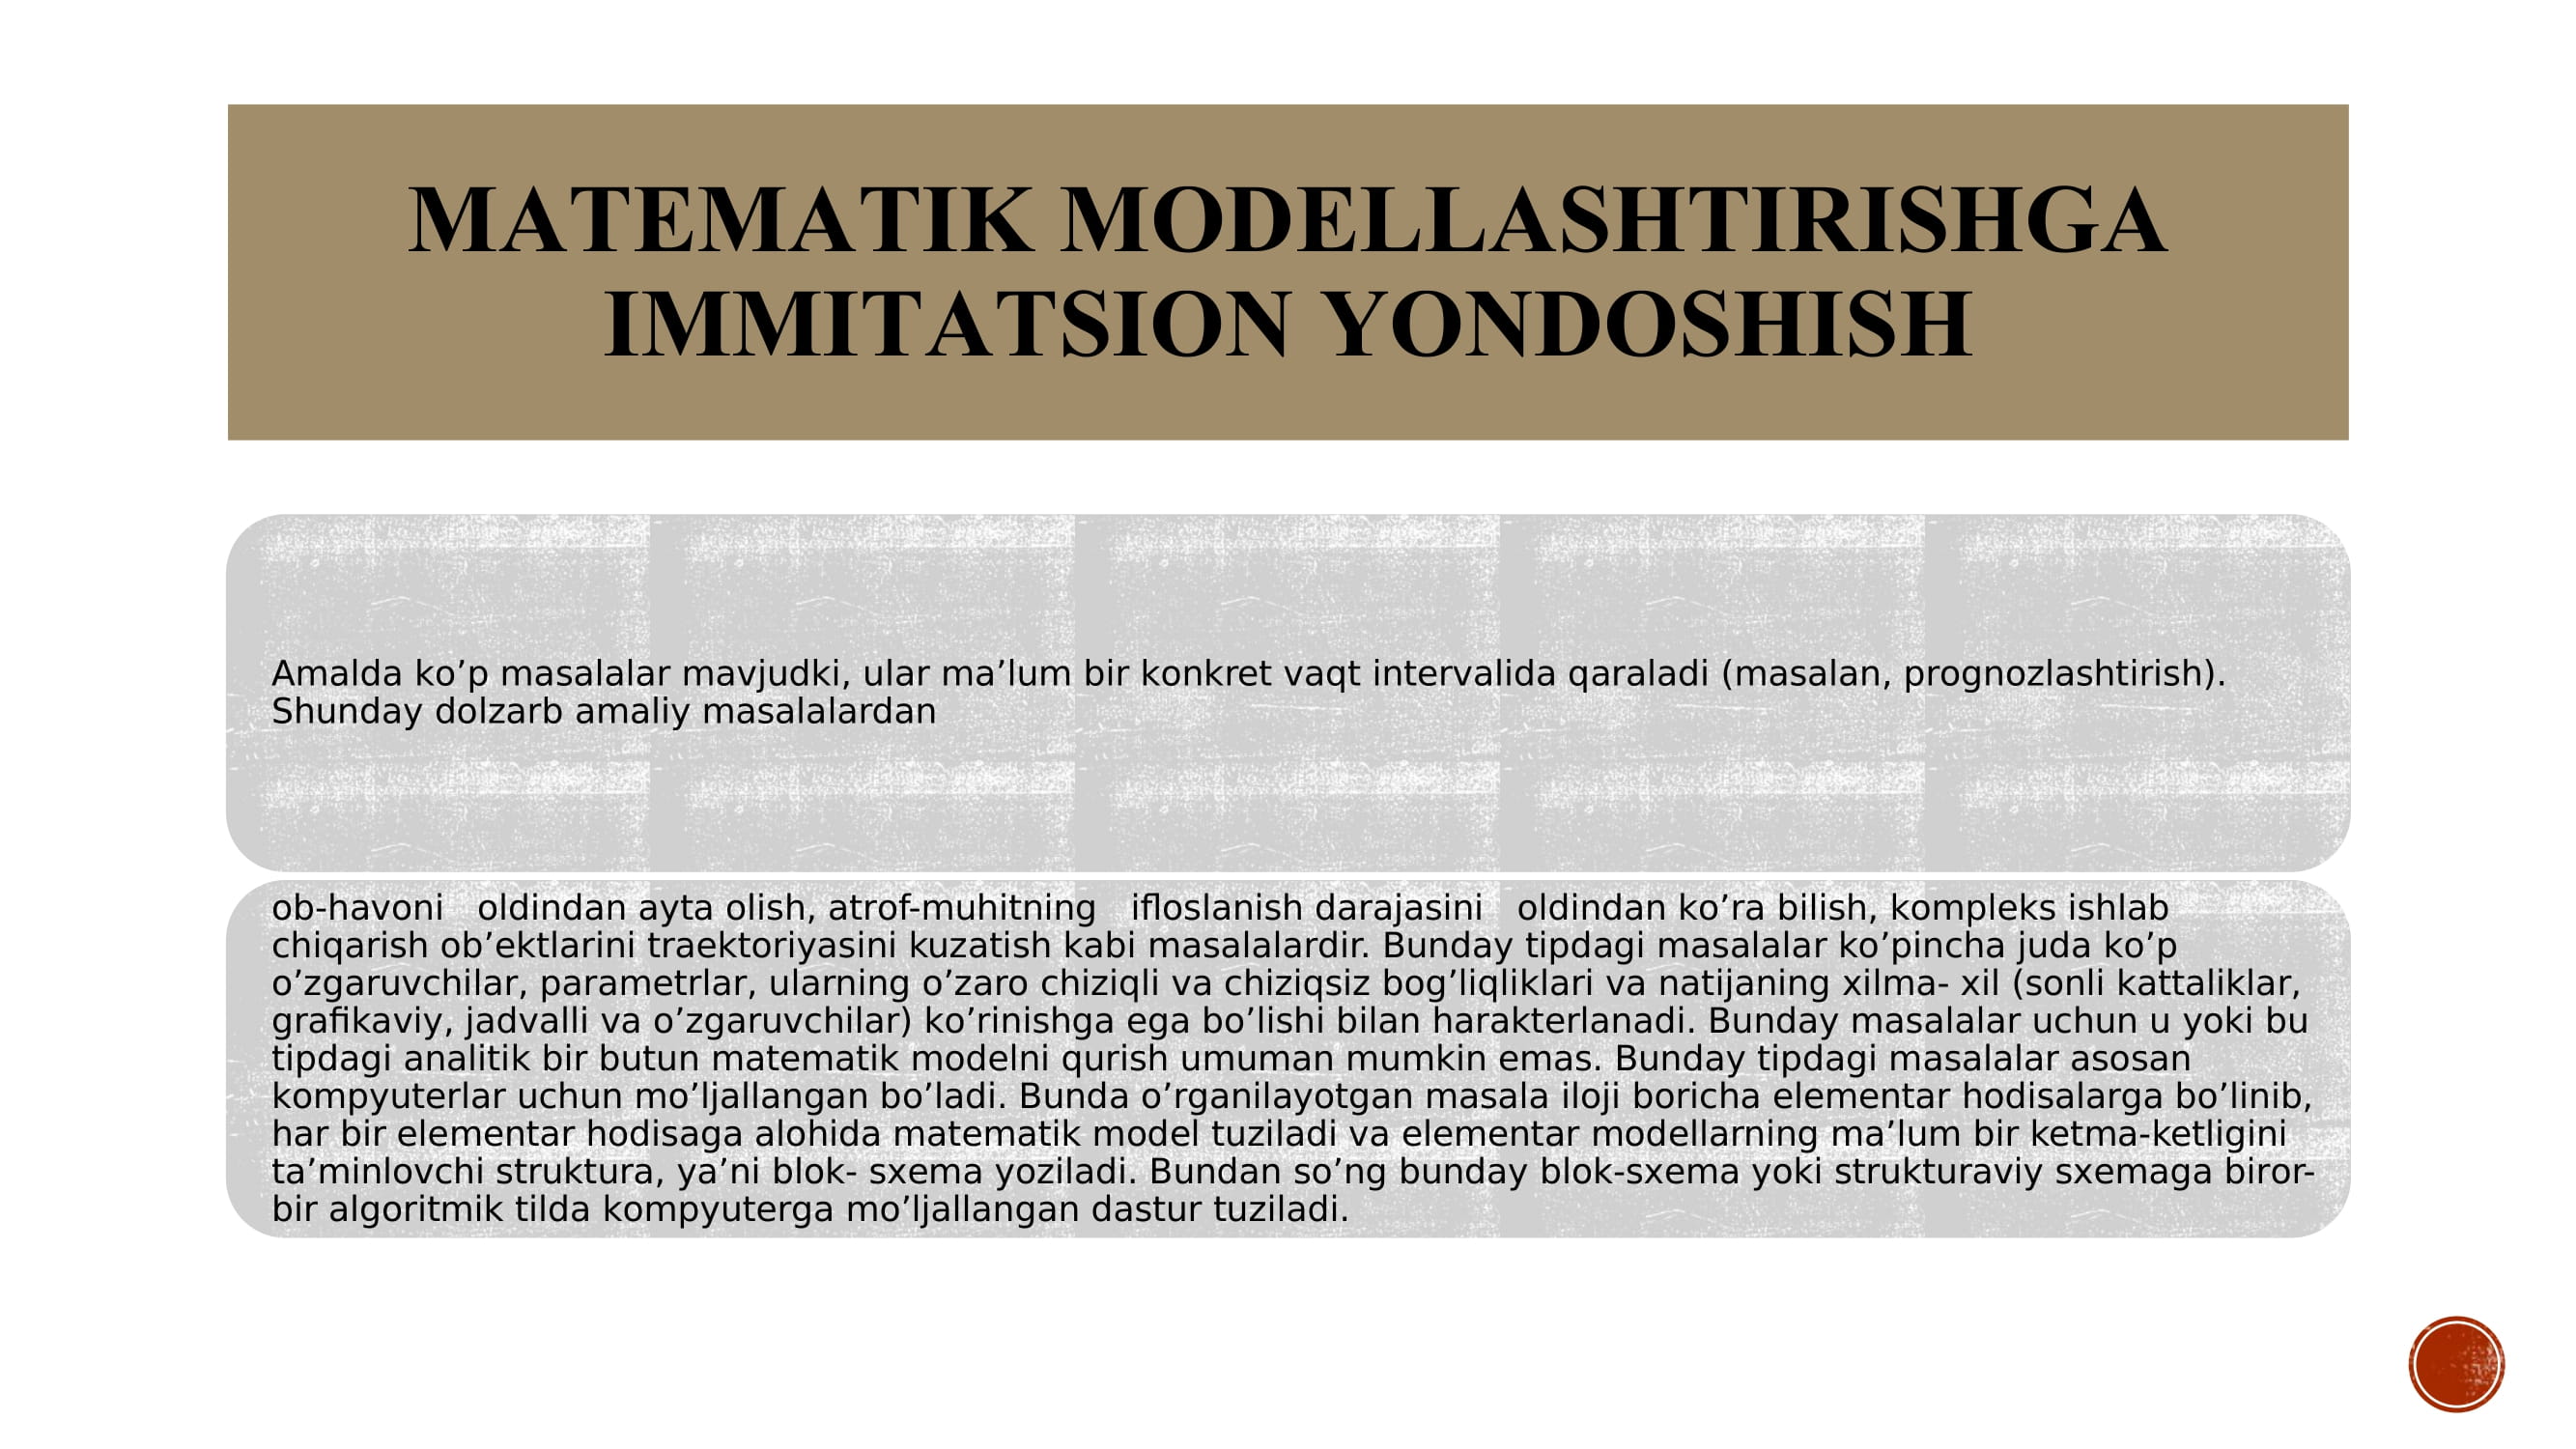 MATEMATIK MODELLASHTIRISHGA
IMMITATSION YONDOSHISH
Amalda ko’p masalalar mavjudki, ular ma’lum bir konkret vaqt intervalida qaraladi (masalan, prognozlashtirish).
Shunday dolzarb amaliy masalalardan
ob-havoni oldindan ayta olish, atrof-muhitning ifloslanish darajasini oldindan ko’ra bilish, kompleks ishlab
chiqarish ob’ektlarini traektoriyasini kuzatish kabi masalalardir. Bunday tipdagi masalalar ko’pincha juda ko’p
o’zgaruvchilar, parametrlar, ularning o’zaro chiziqli va chiziqsiz bog’liqliklari va natijaning xilma- xil (sonli kattaliklar,
grafikaviy, jadvalli va o’zgaruvchilar) ko’rinishga ega bo’lishi bilan harakterlanadi. Bunday masalalar uchun u yoki bu
tipdagi analitik bir butun matematik modelni qurish umuman mumkin emas. Bunday tipdagi masalalar asosan
kompyuterlar uchun mo’ljallangan bo’ladi. Bunda o’rganilayotgan masala iloji boricha elementar hodisalarga bo’linib,
har bir elementar hodisaga alohida matematik model tuziladi va elementar modellarning ma’lum bir ketma-ketligini
ta’minlovchi struktura, ya’ni blok- sxema yoziladi. Bundan so’ng bunday blok-sxema yoki strukturaviy sxemaga biror-
bir algoritmik tilda kompyuterga mo’ljallangan dastur tuziladi.